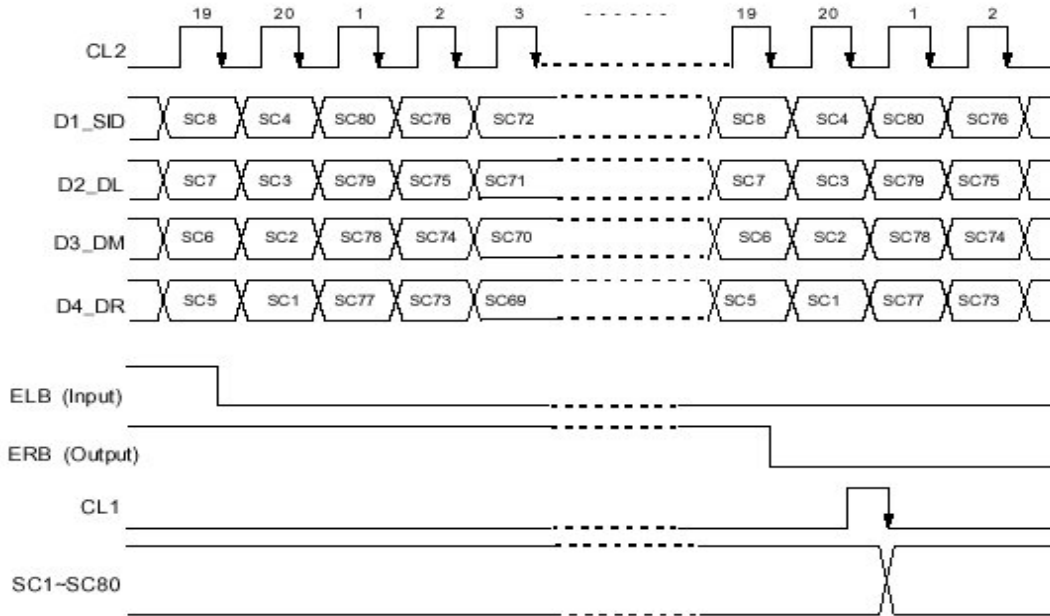 19 20 1 2 3 19 20 1 2
CL2
D1_SID SC8 SC4 SC80 SC76 SC72 SC8 SC4 SC80 SC76
D2_DL SC7 SC3 SC79 SC75 SC71 SC7 SC3 SC79 SC75
D3_DM SC6 SC2 SC78 SC74 SC70 SC6 SC2 SC78 SC74
D4_DR SC5 SC1 SC77 SC73 SC69 SC5 SC1 SC77 SC73
ELB (Input)
ERB (Output)
CL1
SC1~SC80